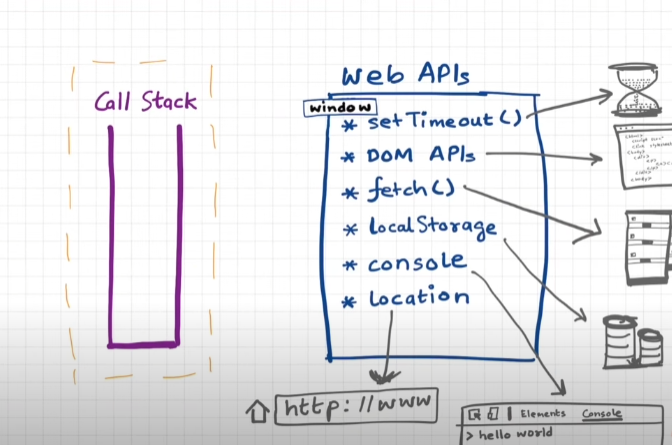 Call Stack
Web APIs
window
* setTimeout()
* DOM APIs
* fetch()
* localStorage
* console
* location
http://www
Elements Console
> hello world